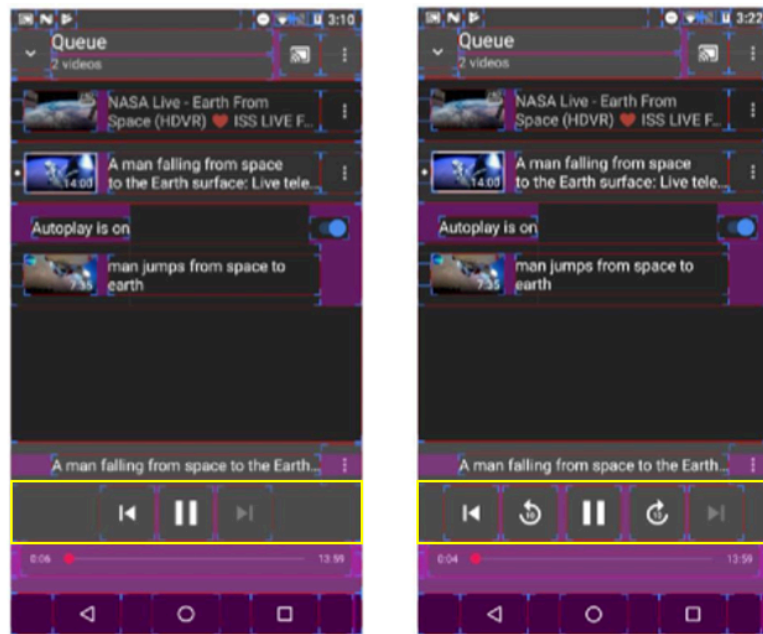 3:10
Queue
2 videos
NASA Live - Earth From
Space (HDVR) ❤ ISS LIVE F...
A man falling from space
to the Earth surface: Live tele...
14:00
Autoplay is on
man jumps from space to
earth
7:35
A man falling from space to the Earth...
0:06
13:59
3:22
Queue
2 videos
NASA Live - Earth From
Space (HDVR) ❤ ISS LIVE F...
A man falling from space
to the Earth surface: Live tele...
14:00
Autoplay is on
man jumps from space to
earth
7:35
A man falling from space to the Earth...
10
10
0:04
13:59